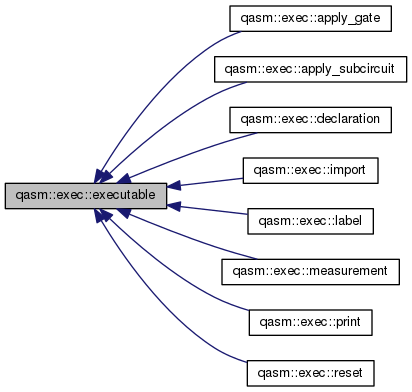 qasm::exec::apply_gate
qasm::exec::apply_subcircuit
qasm::exec::declaration
qasm::exec::import
qasm::exec::executable
qasm::exec::label
qasm::exec::measurement
qasm::exec::print
qasm::exec::reset